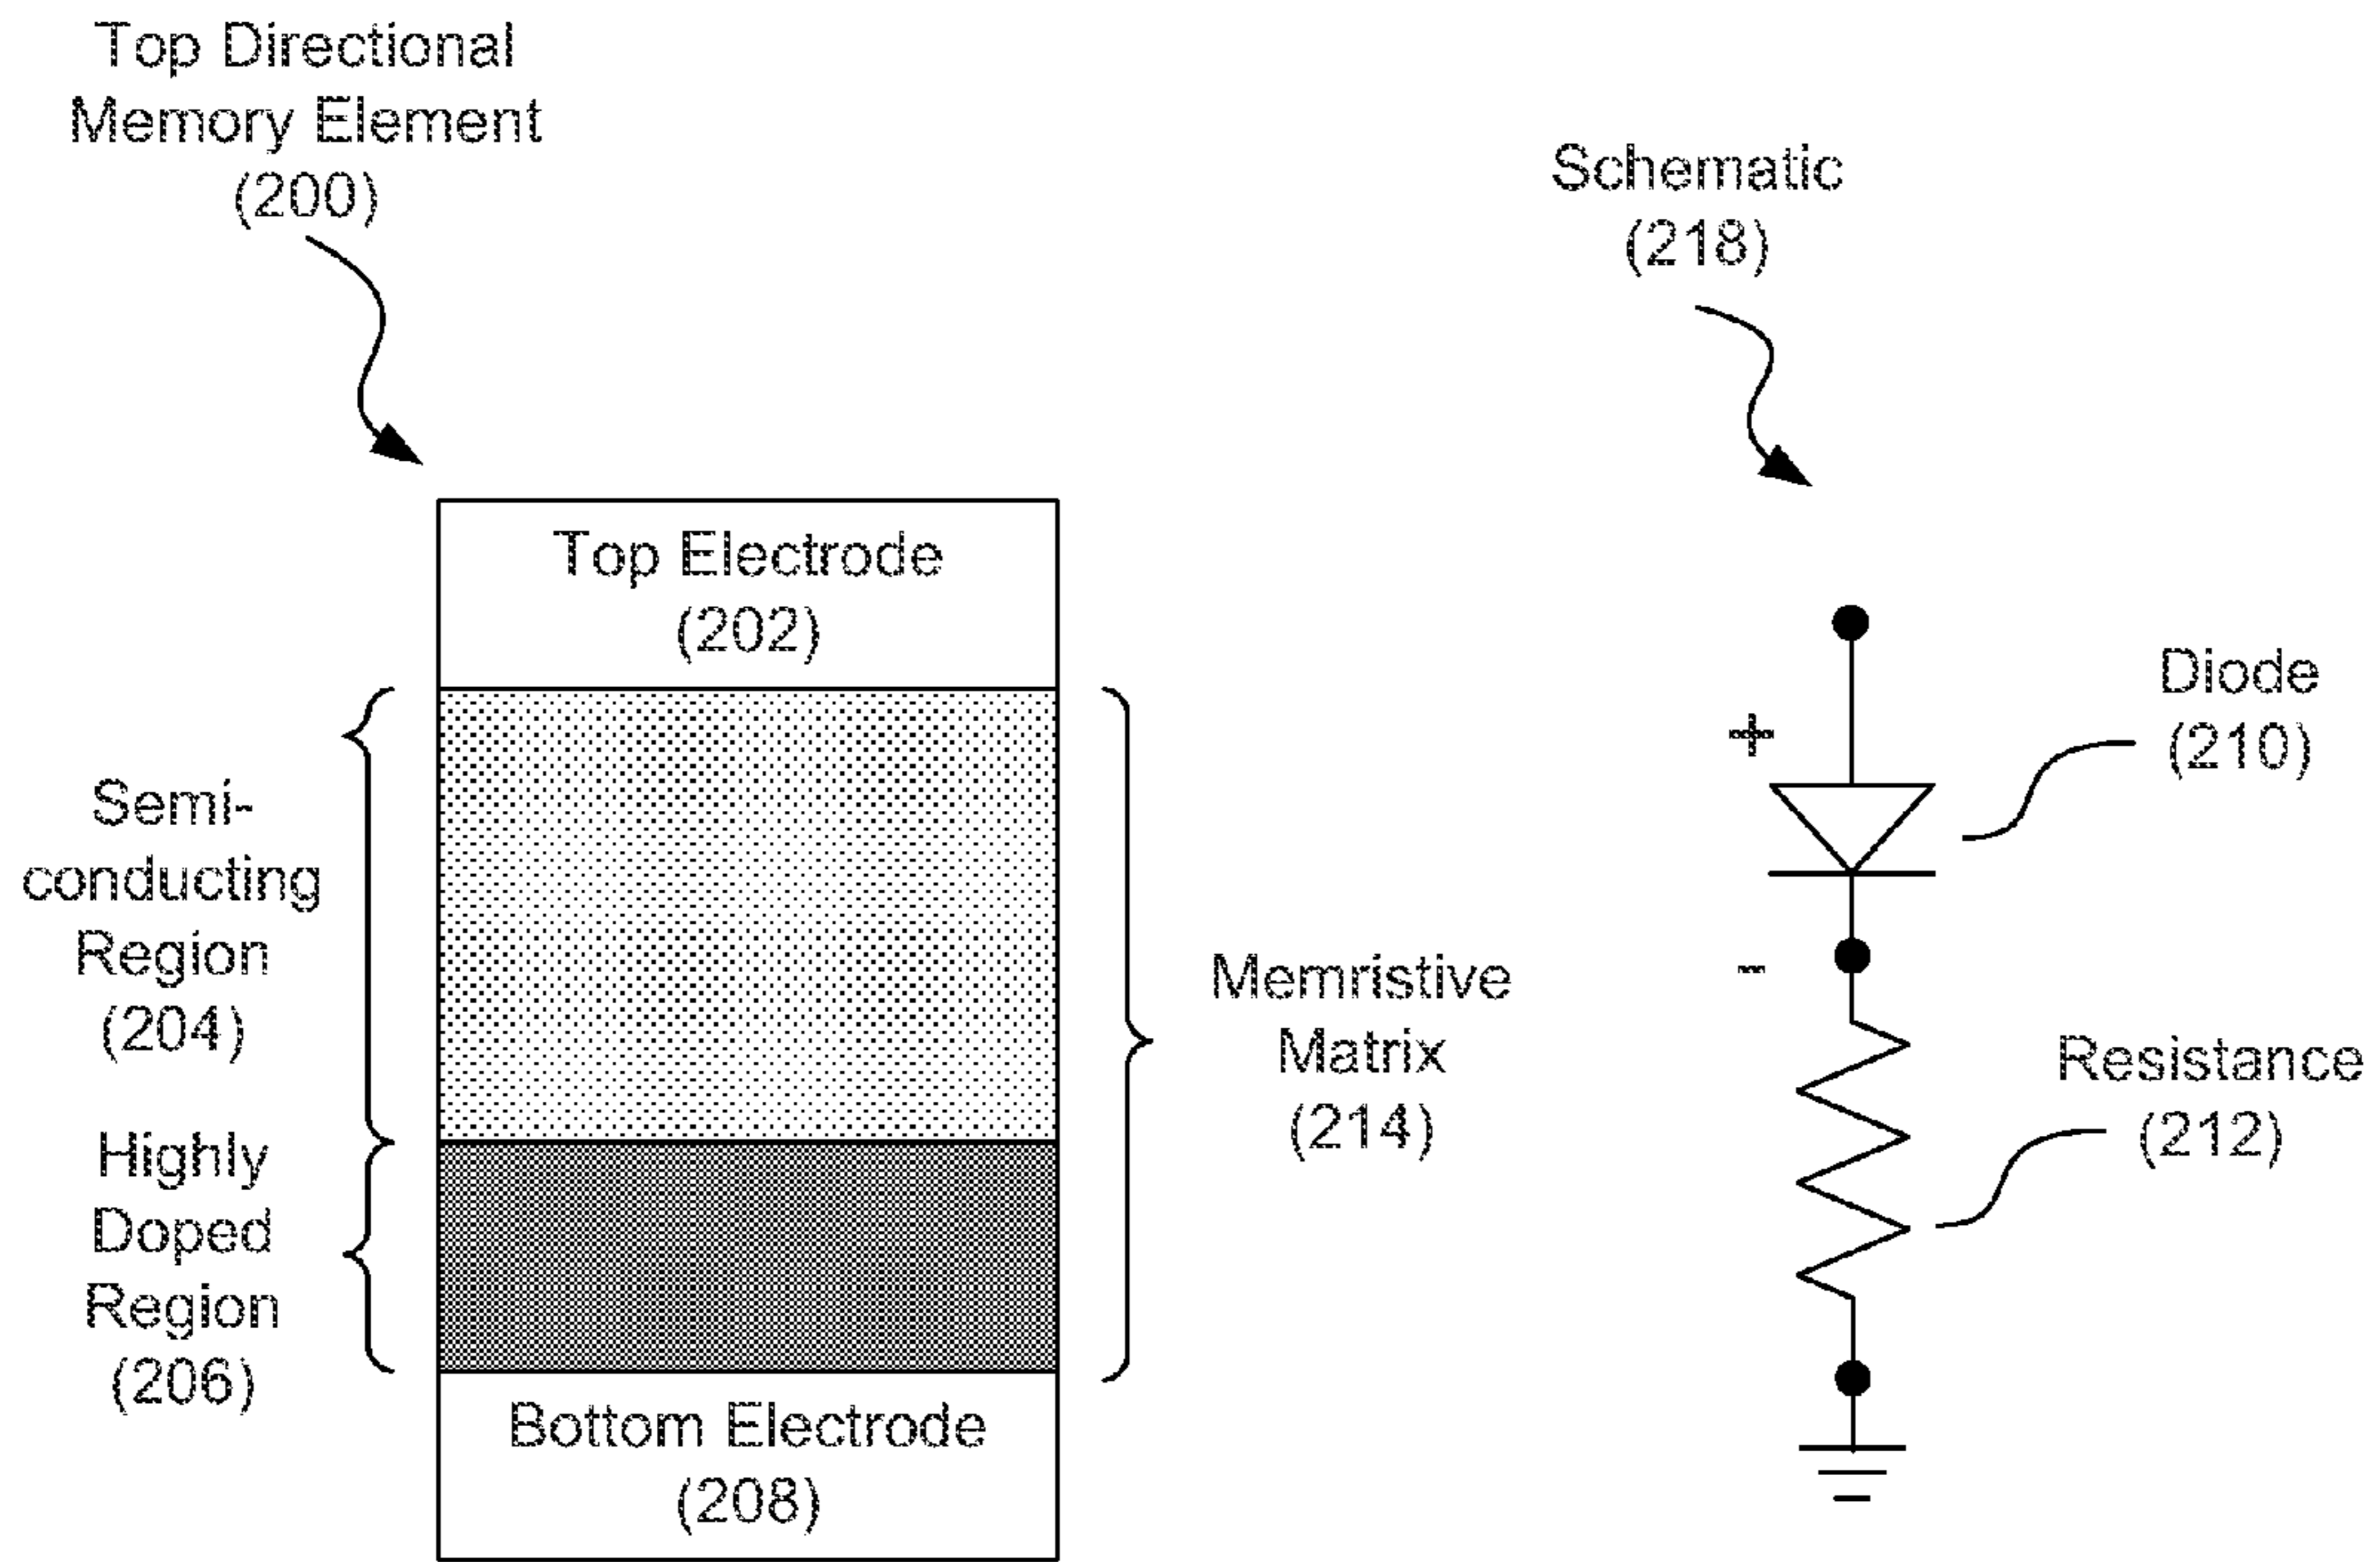 Top Directional
Memory Element
(200)
Schematic
(218)
Top Electrode
(202)
Diode
(210)
+
Semi-
conducting
Region
(204)
Memristive
Matrix
(214)
-
Resistance
(212)
Highly
Doped
Region
(206)
Bottom Electrode
(208)